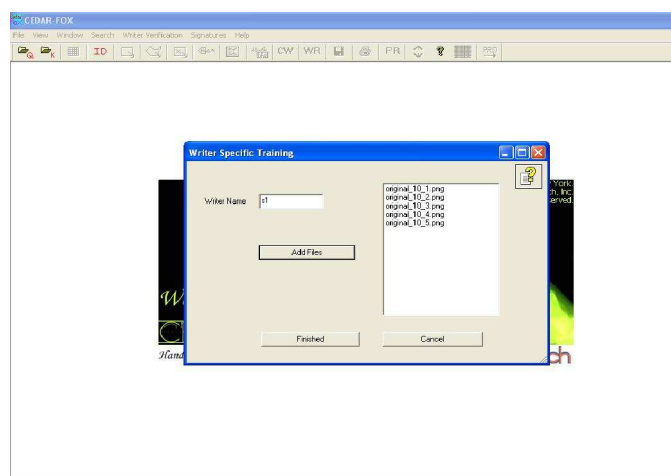 CEDAR-FOX
File View Window Search Writer Verification Signatures Help
ID CW WR PR
Writer Specific Training
York.
ch, Inc.
erved.
Writer Name s1
original_10_1.png
original_10_2.png
original_10_3.png
original_10_4.png
original_10_5.png
Add Files
Finished Cancel
Hand ch